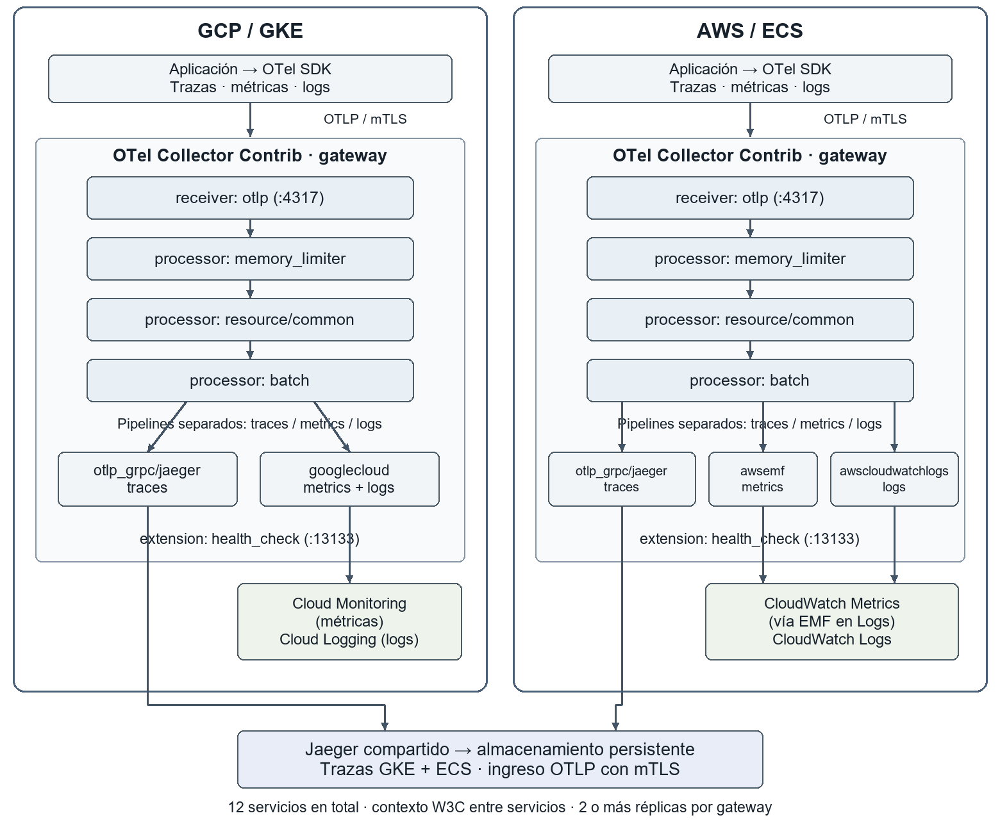 GCP / GKE
Aplicación → OTel SDK
Trazas · métricas · logs
OTLP / mTLS
OTel Collector Contrib · gateway
receiver: otlp (:4317)
processor: memory_limiter
processor: resource/common
processor: batch
Pipelines separados: traces / metrics / logs
otlp_grpc/jaeger
traces
googlecloud
metrics + logs
extension: health_check (:13133)
Cloud Monitoring
(métricas)
Cloud Logging (logs)
AWS / ECS
Aplicación → OTel SDK
Trazas · métricas · logs
OTLP / mTLS
OTel Collector Contrib · gateway
receiver: otlp (:4317)
processor: memory_limiter
processor: resource/common
processor: batch
Pipelines separados: traces / metrics / logs
otlp_grpc/jaeger
traces
awsemf
metrics
awscloudwatchlogs
logs
extension: health_check (:13133)
CloudWatch Metrics
(vía EMF en Logs)
CloudWatch Logs
Jaeger compartido → almacenamiento persistente
Trazas GKE + ECS · ingreso OTLP con mTLS
12 servicios en total · contexto W3C entre servicios · 2 o más réplicas por gateway